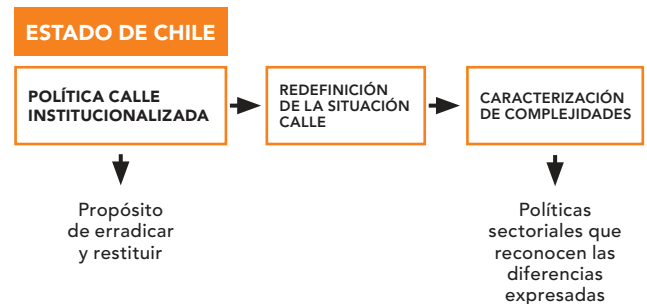 ESTADO DE CHILE
POLÍTICA CALLE
INSTITUCIONALIZADA
REDEFINICIÓN
DE LA SITUACIÓN
CALLE
CARACTERIZACIÓN
DE COMPLEJIDADES
Propósito
de erradicar
y restituir
Políticas
sectoriales que
reconocen las
diferencias
expresadas